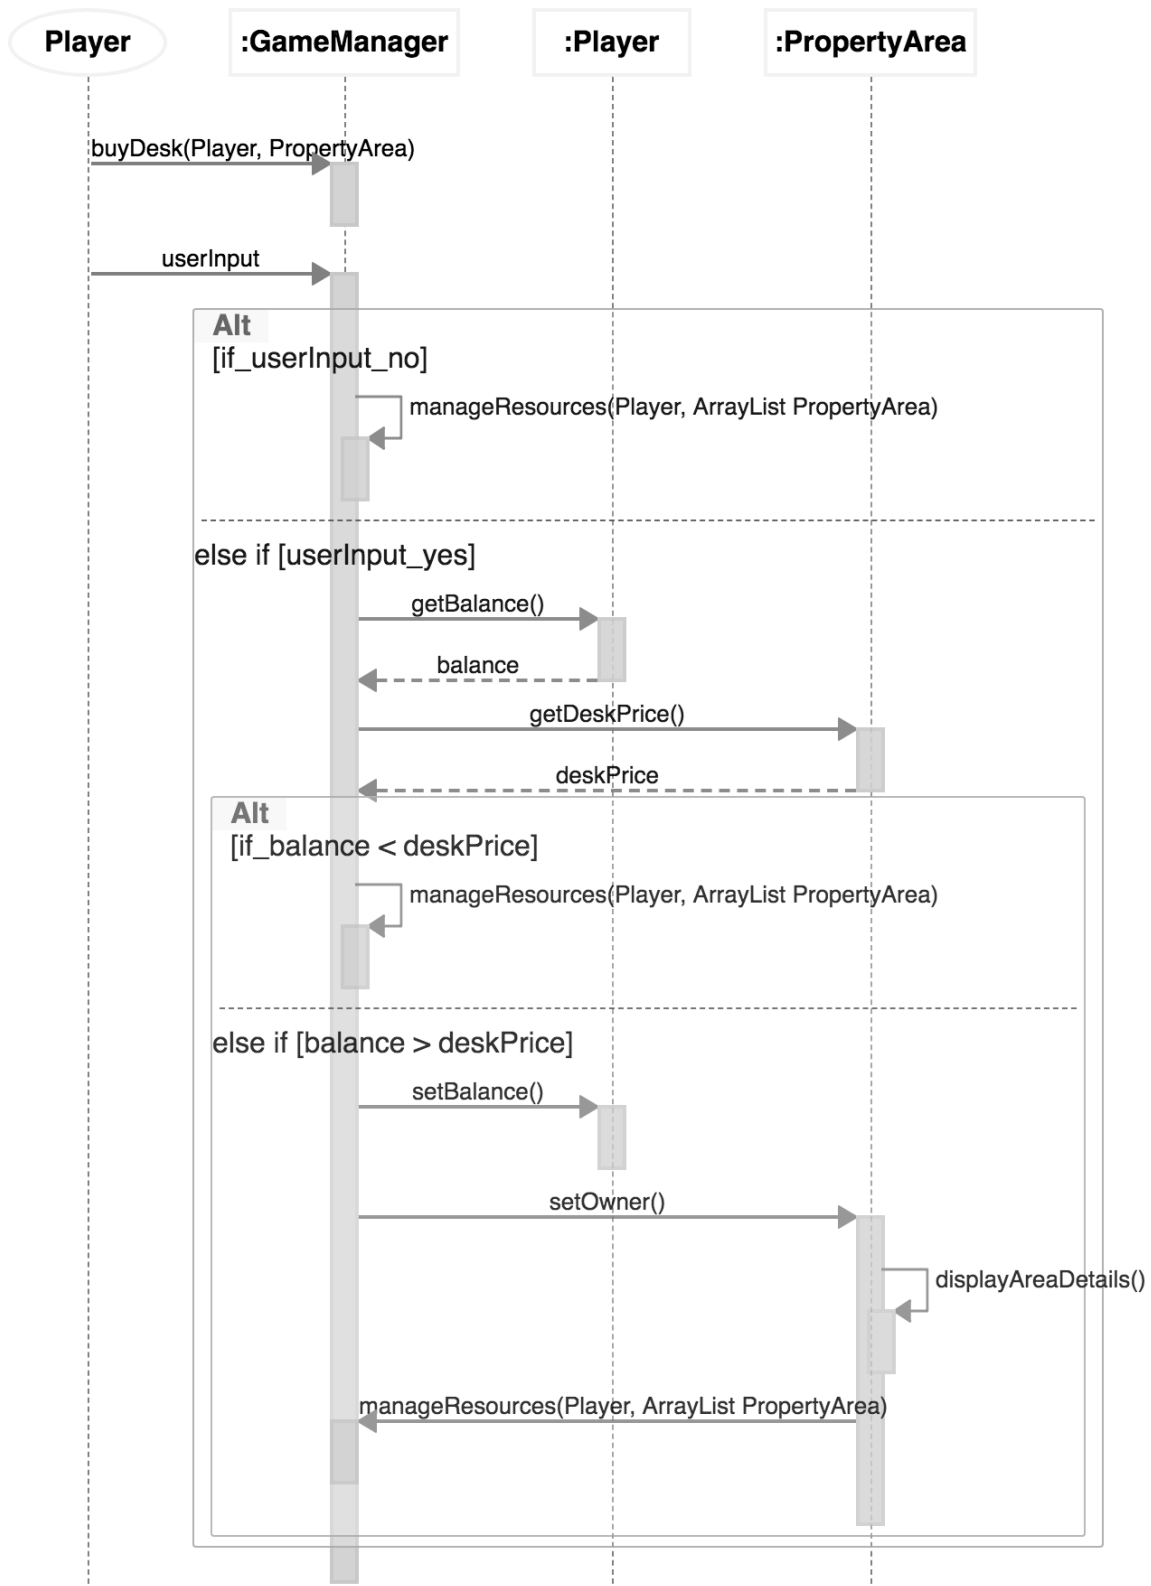 Player
:GameManager
:Player
:PropertyArea
buyDesk(Player, PropertyArea)
userInput
Alt
[if_userInput_no]
manageResources(Player, ArrayList PropertyArea)
else if [userInput_yes]
getBalance()
balance
getDeskPrice()
deskPrice
Alt
[if_balance < deskPrice]
manageResources(Player, ArrayList PropertyArea)
else if [balance > deskPrice]
setBalance()
setOwner()
displayAreaDetails()
manageResources(Player, ArrayList PropertyArea)